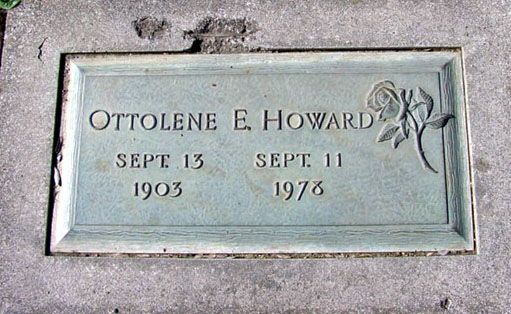 OTTOLENE E. HOWARD
SEPT. 13 SEPT. 11
1903 1978